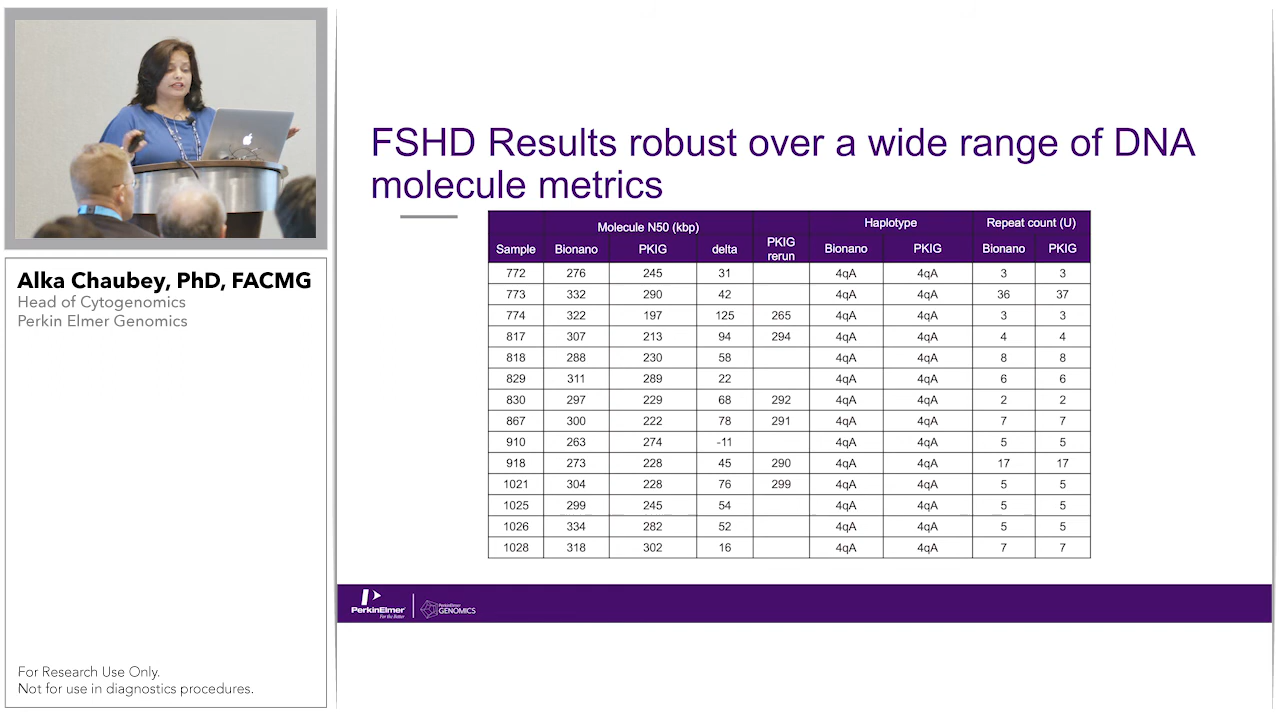 Alka Chaubey, PhD, FACMG
Head of Cytogenomics
Perkin Elmer Genomics
For Research Use Only.
Not for use in diagnostics procedures.
FSHD Results robust over a wide range of DNA
molecule metrics
Molecule N50 (kbp) Haplotype Repeat count (U)
Sample Bionano PKIG delta PKIG rerun Bionano PKIG Bionano PKIG
772 276 245 31 4qA 4qA 3 3
773 332 290 42 4qA 4qA 36 37
774 322 197 125 265 4qA 4qA 3 3
817 307 213 94 294 4qA 4qA 4 4
818 288 230 58 4qA 4qA 8 8
829 311 289 22 4qA 4qA 6 6
830 297 229 68 292 4qA 4qA 2 2
867 300 222 78 291 4qA 4qA 7 7
910 263 274 -11 4qA 4qA 5 5
918 273 228 45 290 4qA 4qA 17 17
1021 304 228 76 299 4qA 4qA 5 5
1025 299 245 54 4qA 4qA 5 5
1026 334 282 52 4qA 4qA 5 5
1028 318 302 16 4qA 4qA 7 7
PerkinElmer
For the Better
PerkinElmer
GENOMICS